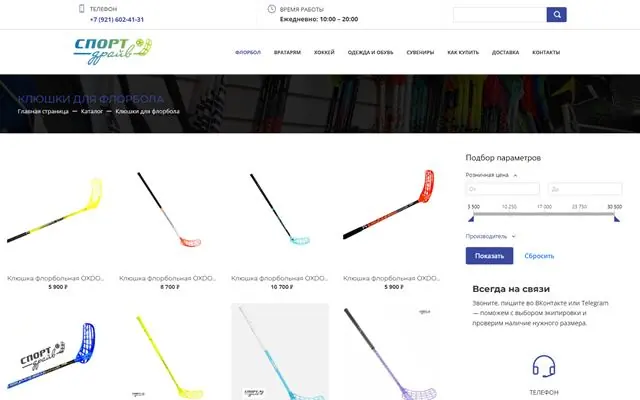 ТЕЛЕФОН
+7 (921) 602-41-31
ВРЕМЯ РАБОТЫ
Ежедневно: 10:00 – 20:00
СПОРТ
драйв
ФЛОРБОЛ
ВРАТАРЯМ
ХОККЕЙ
ОДЕЖДА И ОБУВЬ
СУВЕНИРЫ
КАК КУПИТЬ
ДОСТАВКА
КОНТАКТЫ
КЛЮШКИ ДЛЯ ФЛОРБОЛА
Главная страница — Каталог — Клюшки для флорбола
Клюшка флорбольная OXDO...
5 900 ₽
Клюшка флорбольная OXDO...
8 700 ₽
Клюшка флорбольная OXDO...
10 700 ₽
Клюшка флорбольная OXDO...
5 900 ₽
СПОРТ
драйв
Подбор параметров
Розничная цена
От
До
5 500
10 250
17 000
23 750
30 500
Производитель
Показать
Сбросить
Всегда на связи
Звоните, пишите во ВКонтакте или Telegram
— поможем с выбором экипировки и
проверим наличие нужного размера.
ТЕЛЕФОН